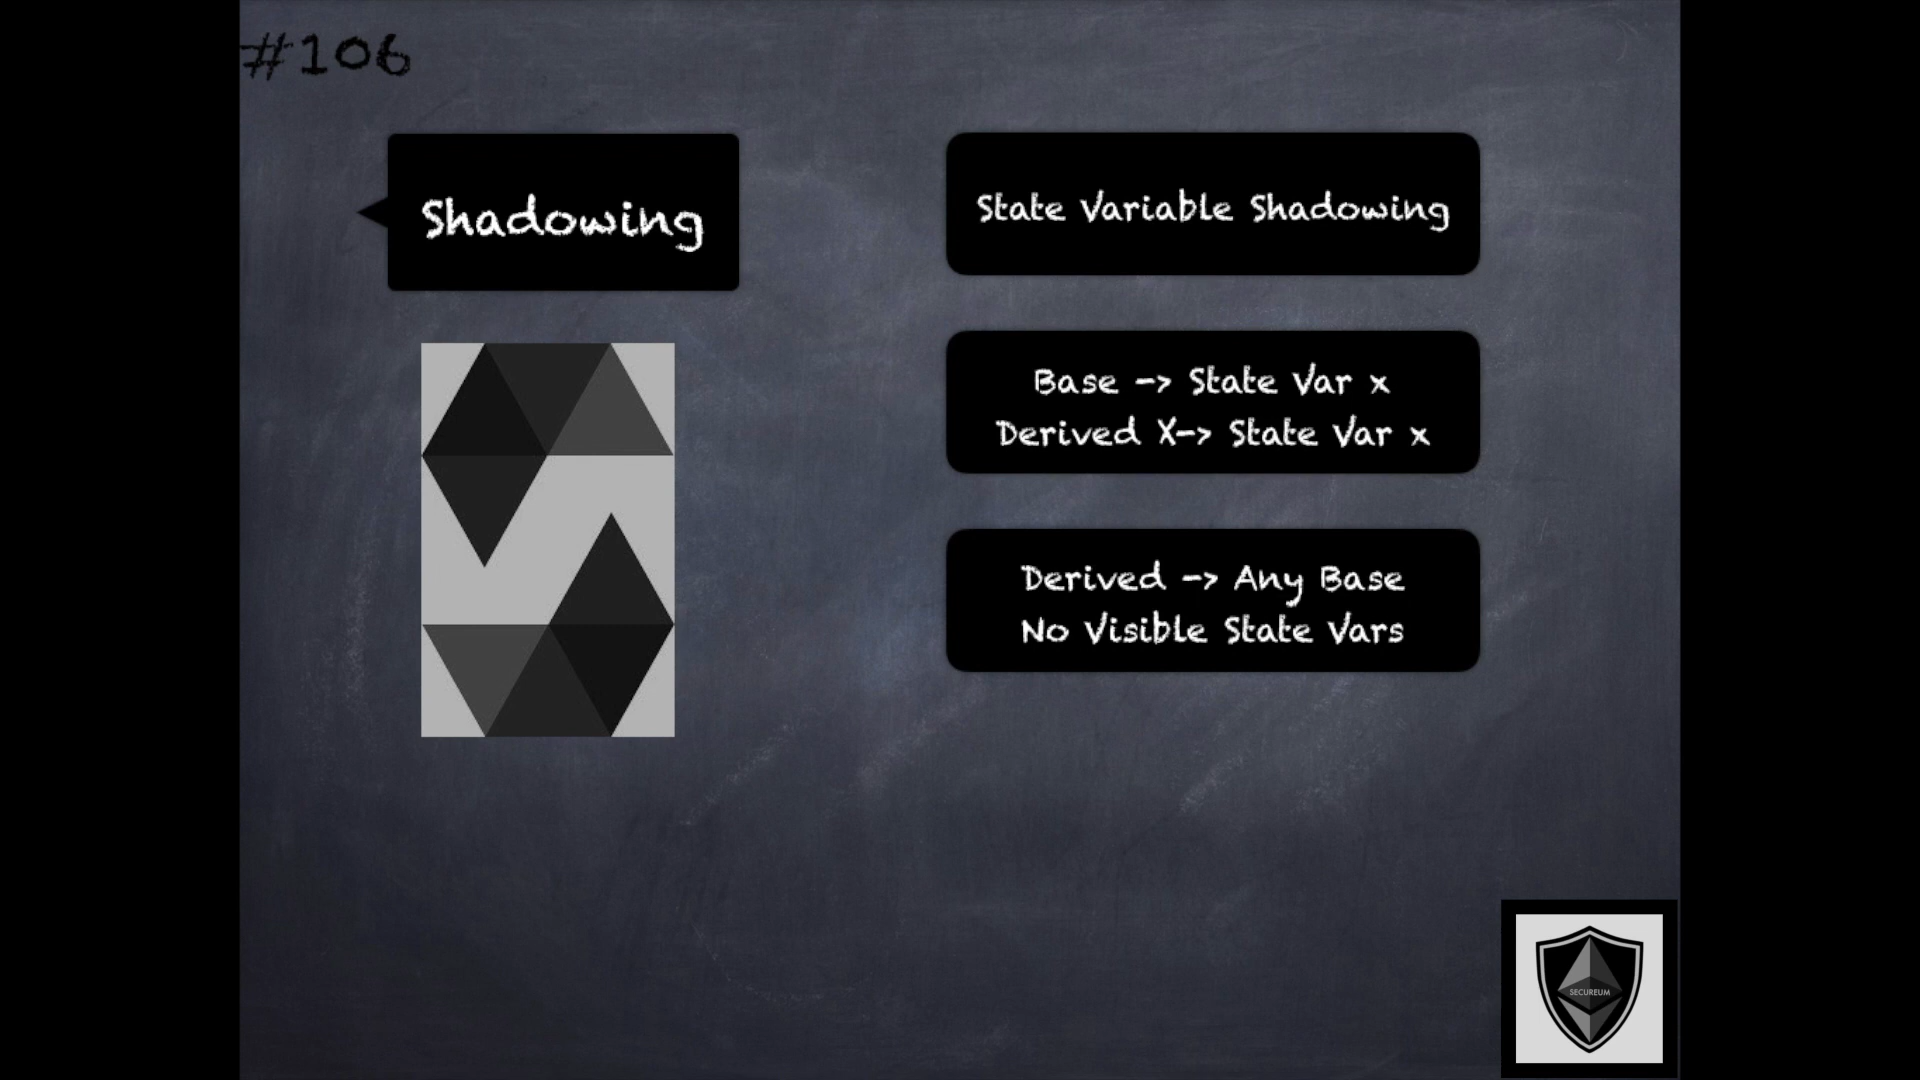 #106
Shadowing
State Variable Shadowing
Base -> State Var x
Derived X-> State Var x
Derived -> Any Base
No Visible State Vars
SECUREUM